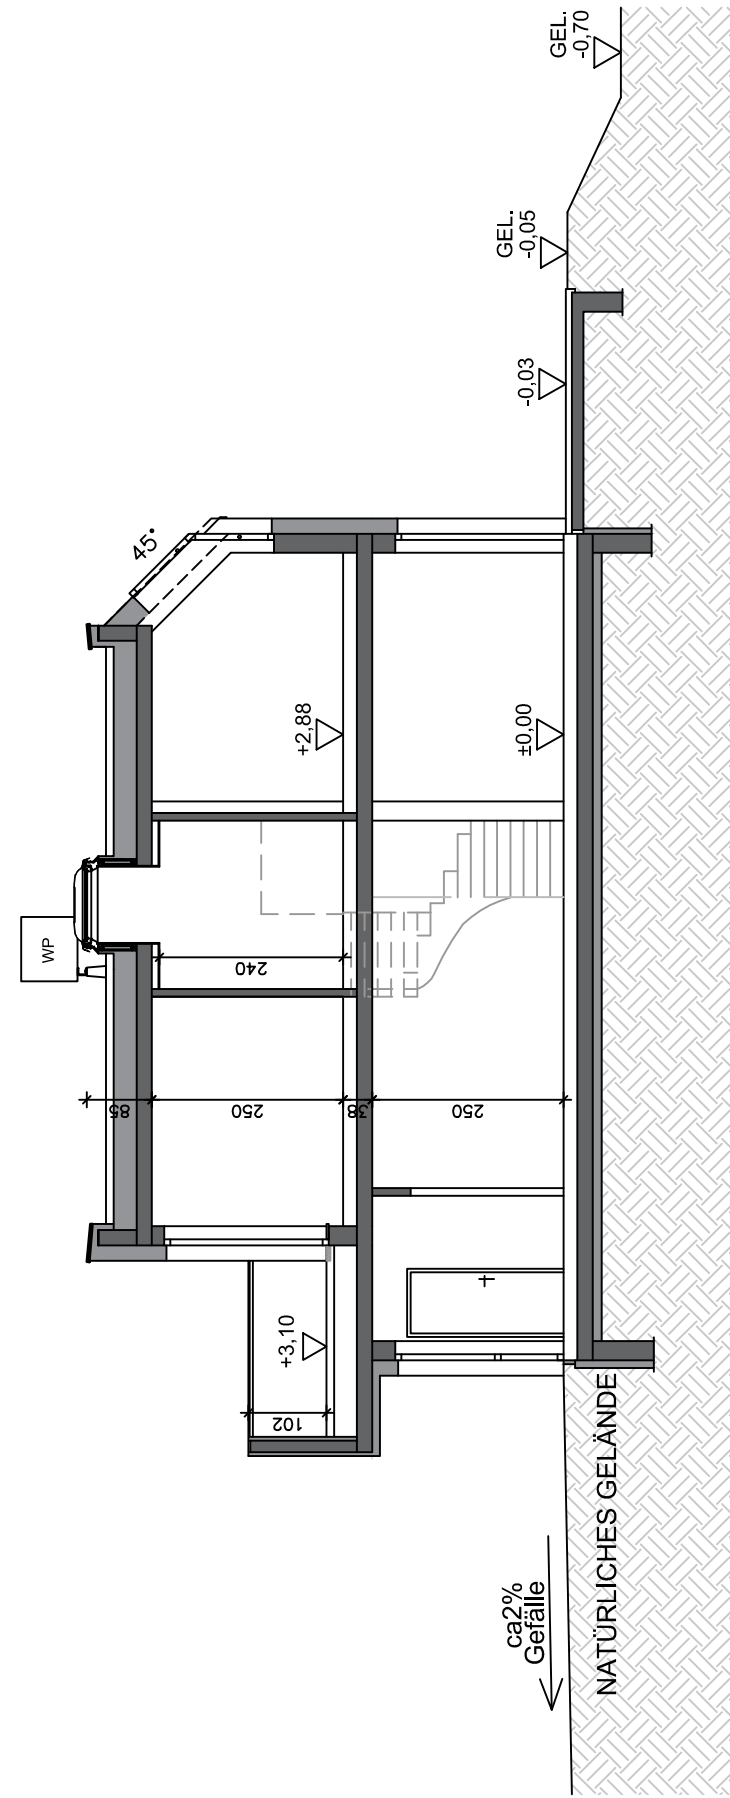 WP
45°
+2,88
240
85
250
38
250
+3,10
102
±0,00
-0,03
GEL.
-0,05
GEL.
-0,70
ca2%
Gefälle
NATÜRLICHES GELÄNDE